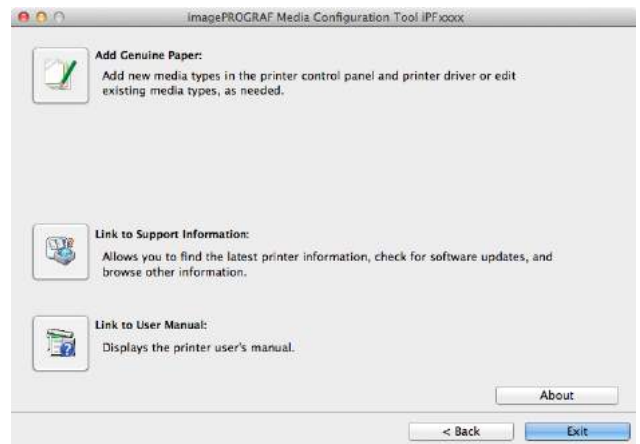 imagePROGRAF Media Configuration Tool iPFxxxx
Add Genuine Paper:
Add new media types in the printer control panel and printer driver or edit
existing media types, as needed.
Link to Support Information:
Allows you to find the latest printer information, check for software updates, and
browse other information.
Link to User Manual:
Displays the printer user's manual.
About
< Back
Exit